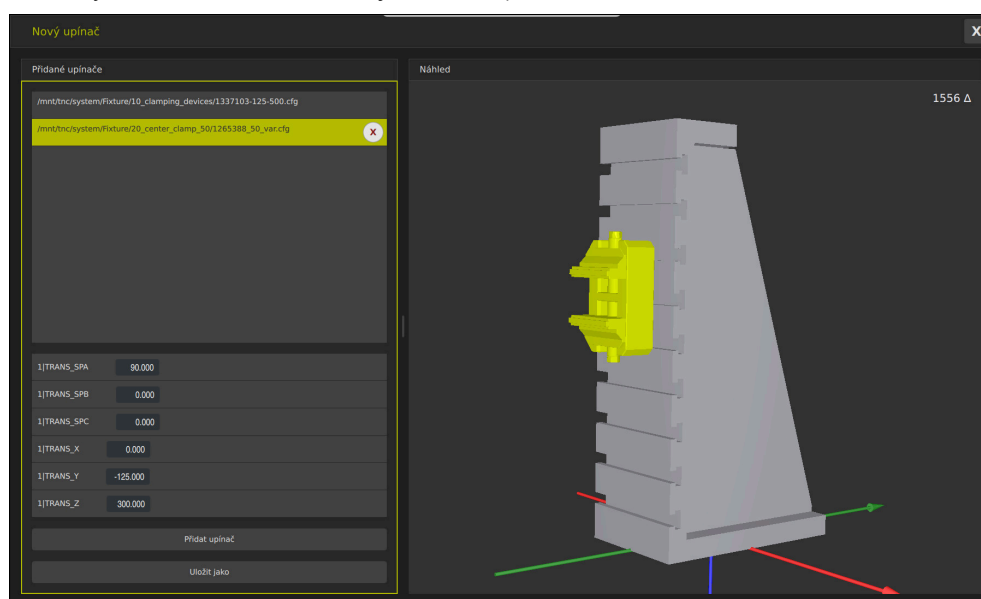 Nový upínač
X
Přidané upínače
Náhled
/mnt/tnc/system/Fixture/10_clamping_devices/1337103-125-500.cfg
1556 Δ
/mnt/tnc/system/Fixture/20_center_clamp_50/1265388_50_var.cfg
X
1|TRANS_SPA 90.000
1|TRANS_SPB 0.000
1|TRANS_SPC 0.000
1|TRANS_X 0.000
1|TRANS_Y -125.000
1|TRANS_Z 300.000
Přidat upínač
Uložit jako